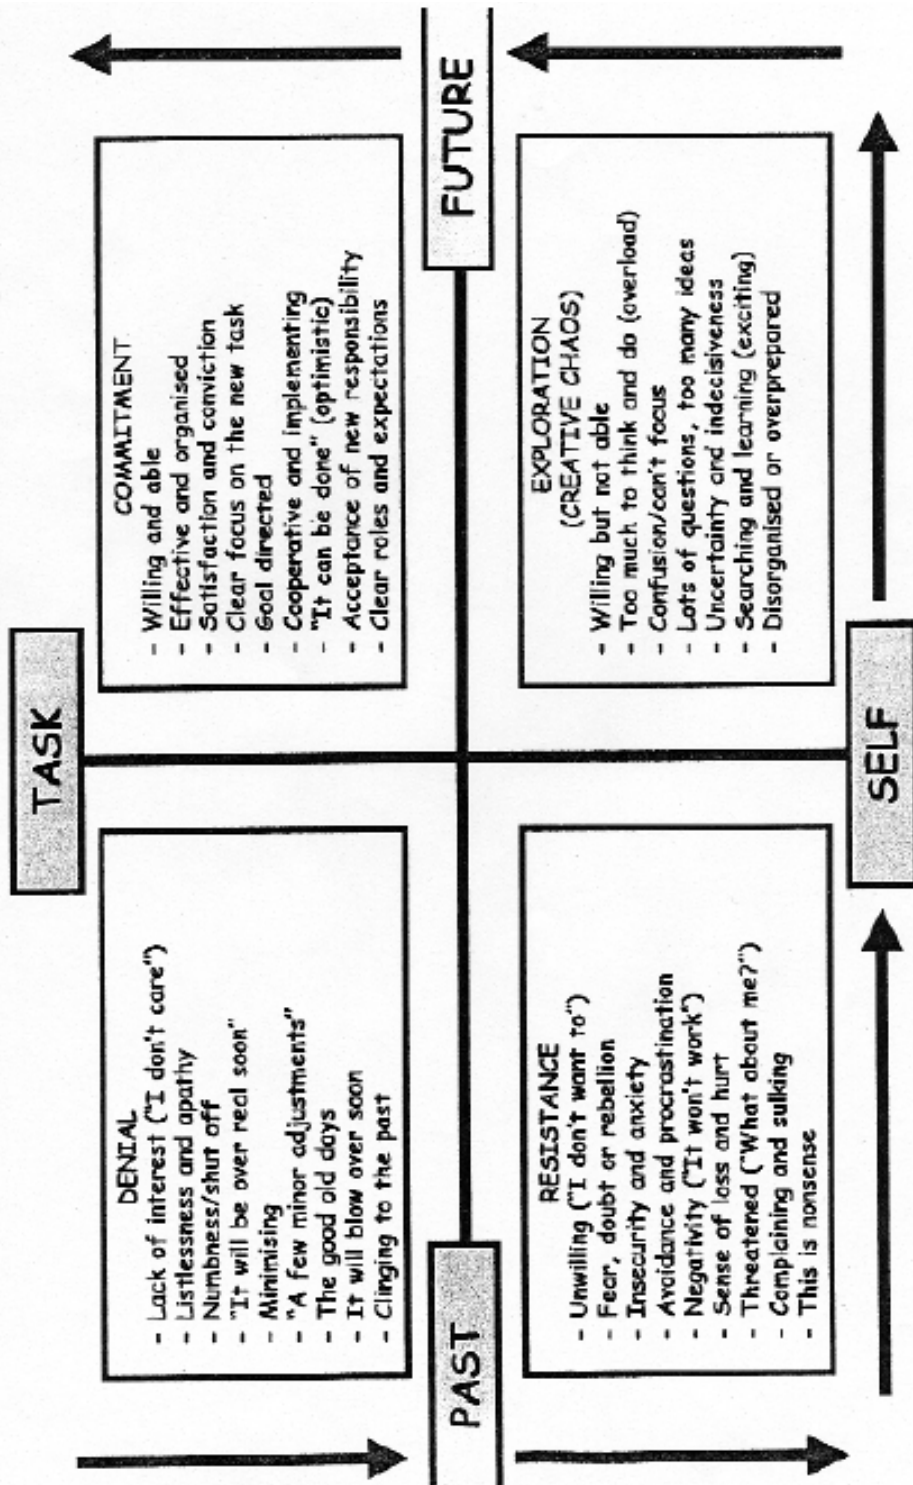 TASK
DENIAL
- Lack of interest ("I don't care")
- Listlessness and apathy
- Numbness/shut off
- "It will be over real soon"
- Minimising
- "A few minor adjustments"
- The good old days
- It will blow over soon
- Clinging to the past
COMMITMENT
- Willing and able
- Effective and organised
- Satisfaction and conviction
- Clear focus on the new task
- Goal directed
- Cooperative and implementing
- "It can be done" (optimistic)
- Acceptance of new responsibility
- Clear roles and expectations
PAST
FUTURE
RESISTANCE
- Unwilling ("I don't want to")
- Fear, doubt or rebellion
- Insecurity and anxiety
- Avoidance and procrastination
- Negativity ("It won't work")
- Sense of loss and hurt
- Threatened ("What about me?")
- Complaining and sulking
- This is nonsense
EXPLORATION
(CREATIVE CHAOS)
- Willing but not able
- Too much to think and do (overload)
- Confusion/can't focus
- Lots of questions, too many ideas
- Uncertainty and indecisiveness
- Searching and learning (exciting)
- Disorganised or overprepared
SELF